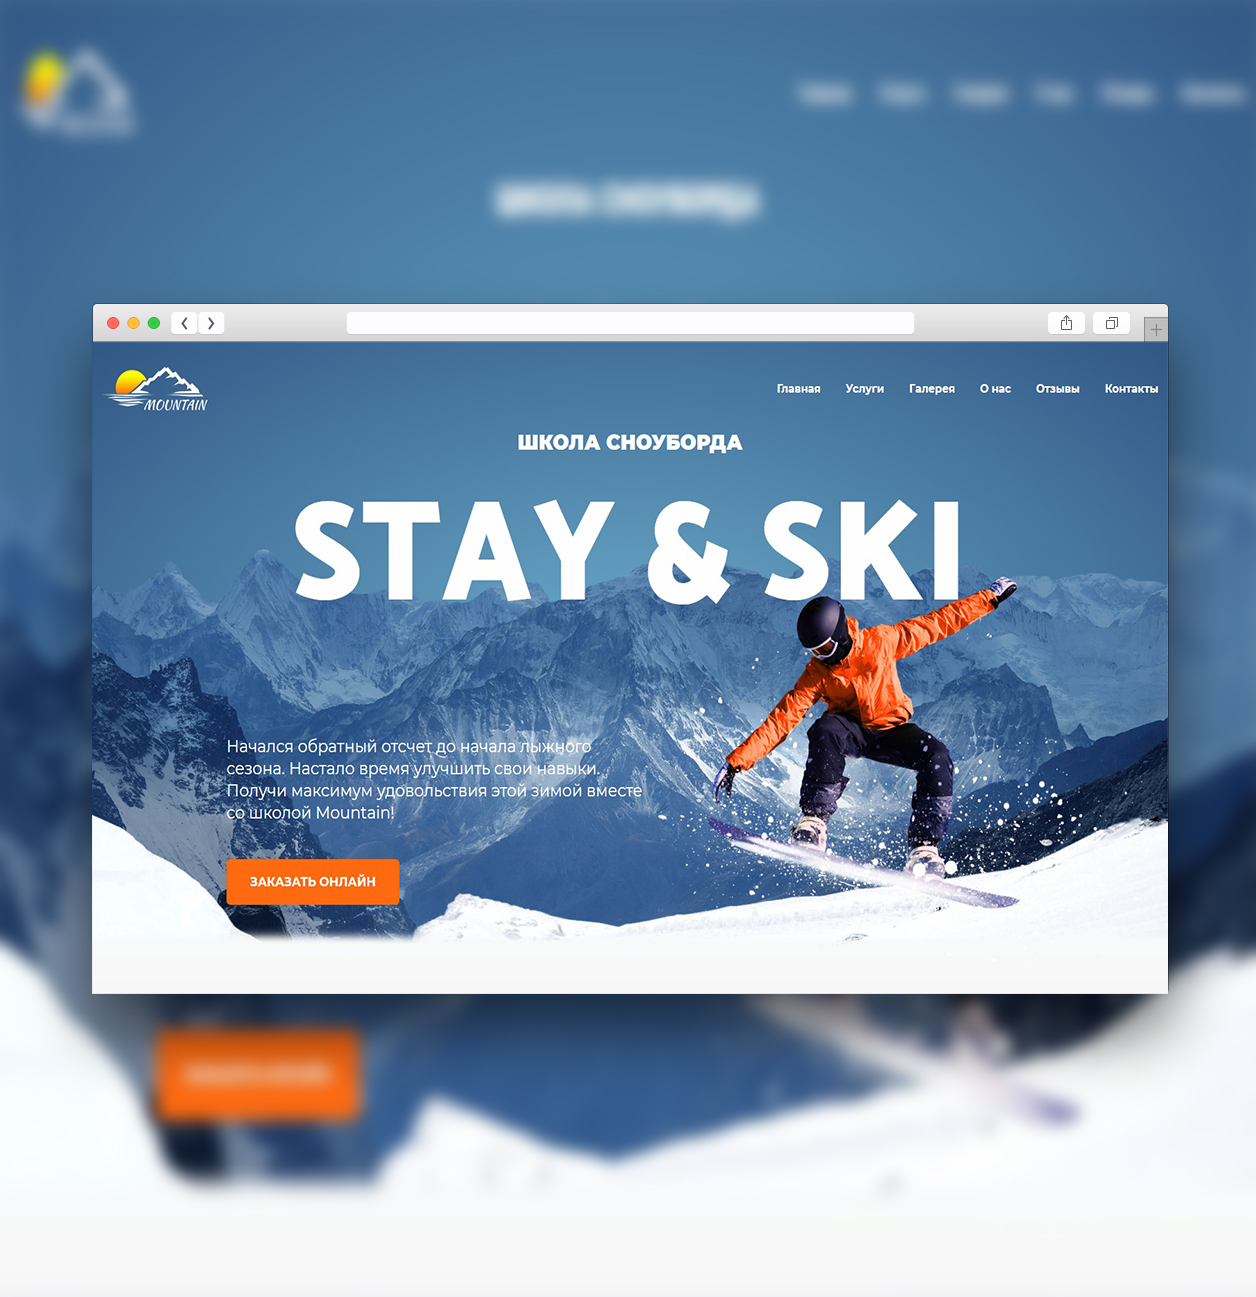 MOUNTAIN
Главная Услуги Галерея О нас Отзывы Контакты
ШКОЛА СНОУБОРДА
STAY & SKI
Начался обратный отсчет до начала лыжного
сезона. Настало время улучшить свои навыки.
Получи максимум удовольствия этой зимой вместе
со школой Mountain!
ЗАКАЗАТЬ ОНЛАЙН